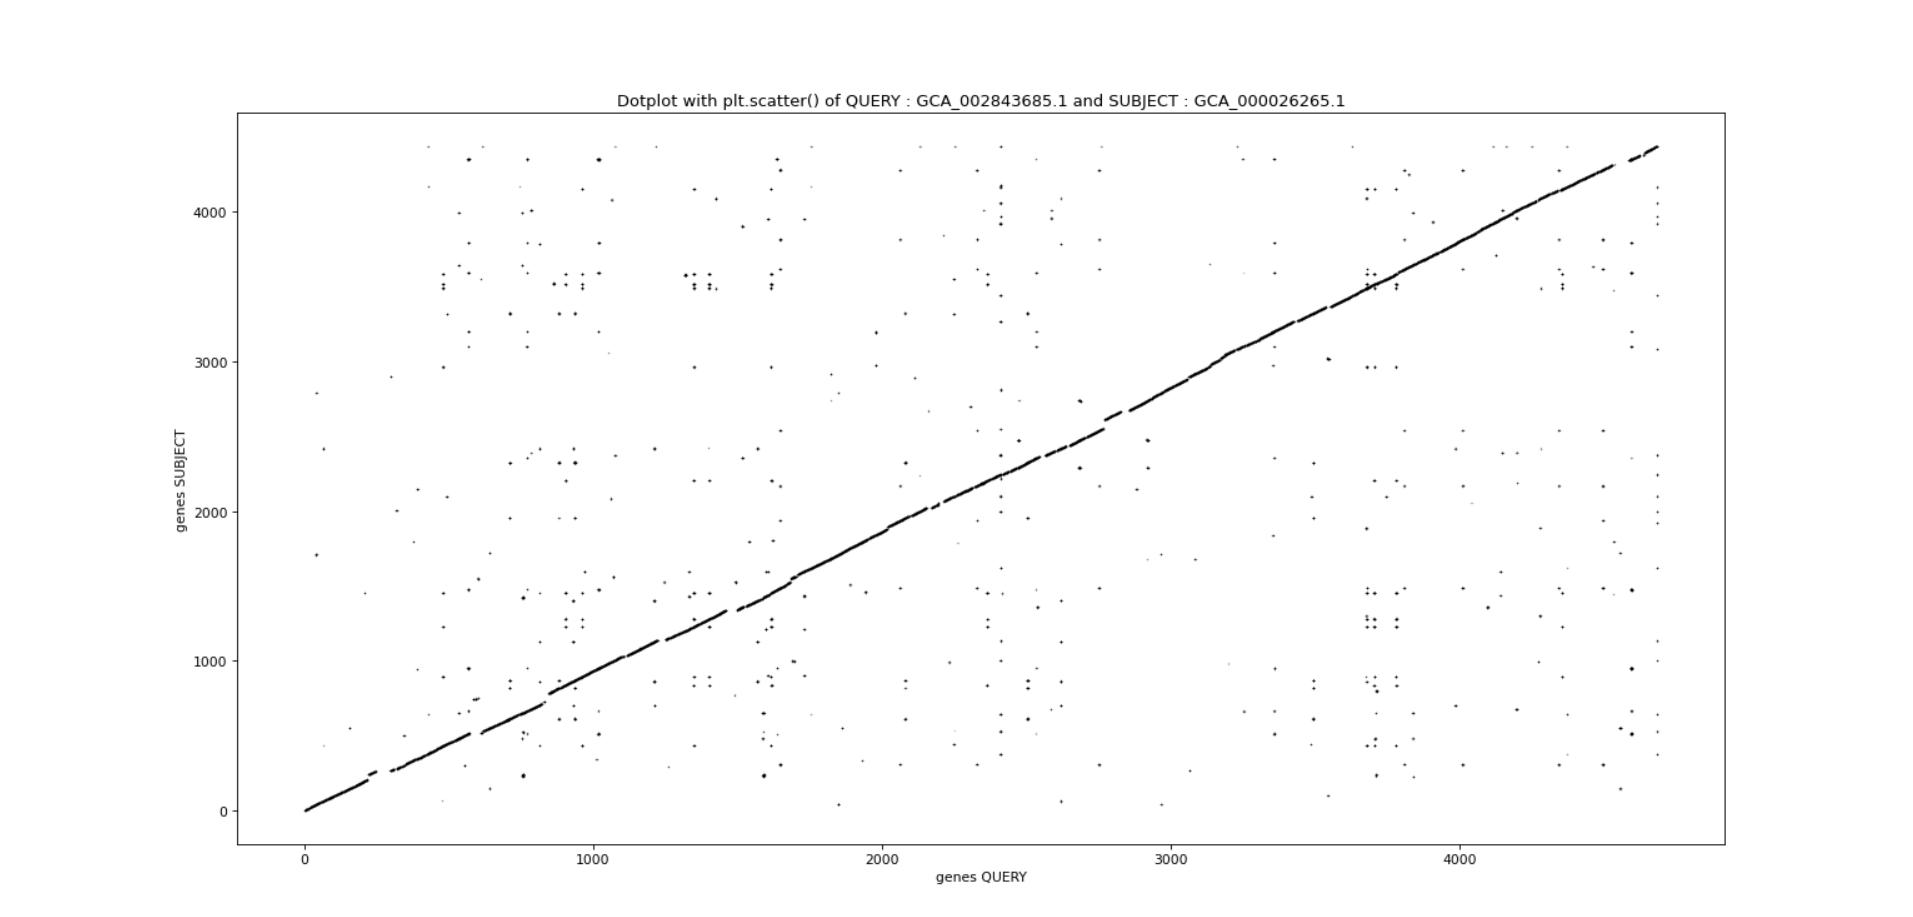 Dotplot with plt.scatter() of QUERY : GCA_002843685.1 and SUBJECT : GCA_000026265.1
4000
3000
genes SUBJECT
2000
1000
0
0 1000 2000 3000 4000
genes QUERY